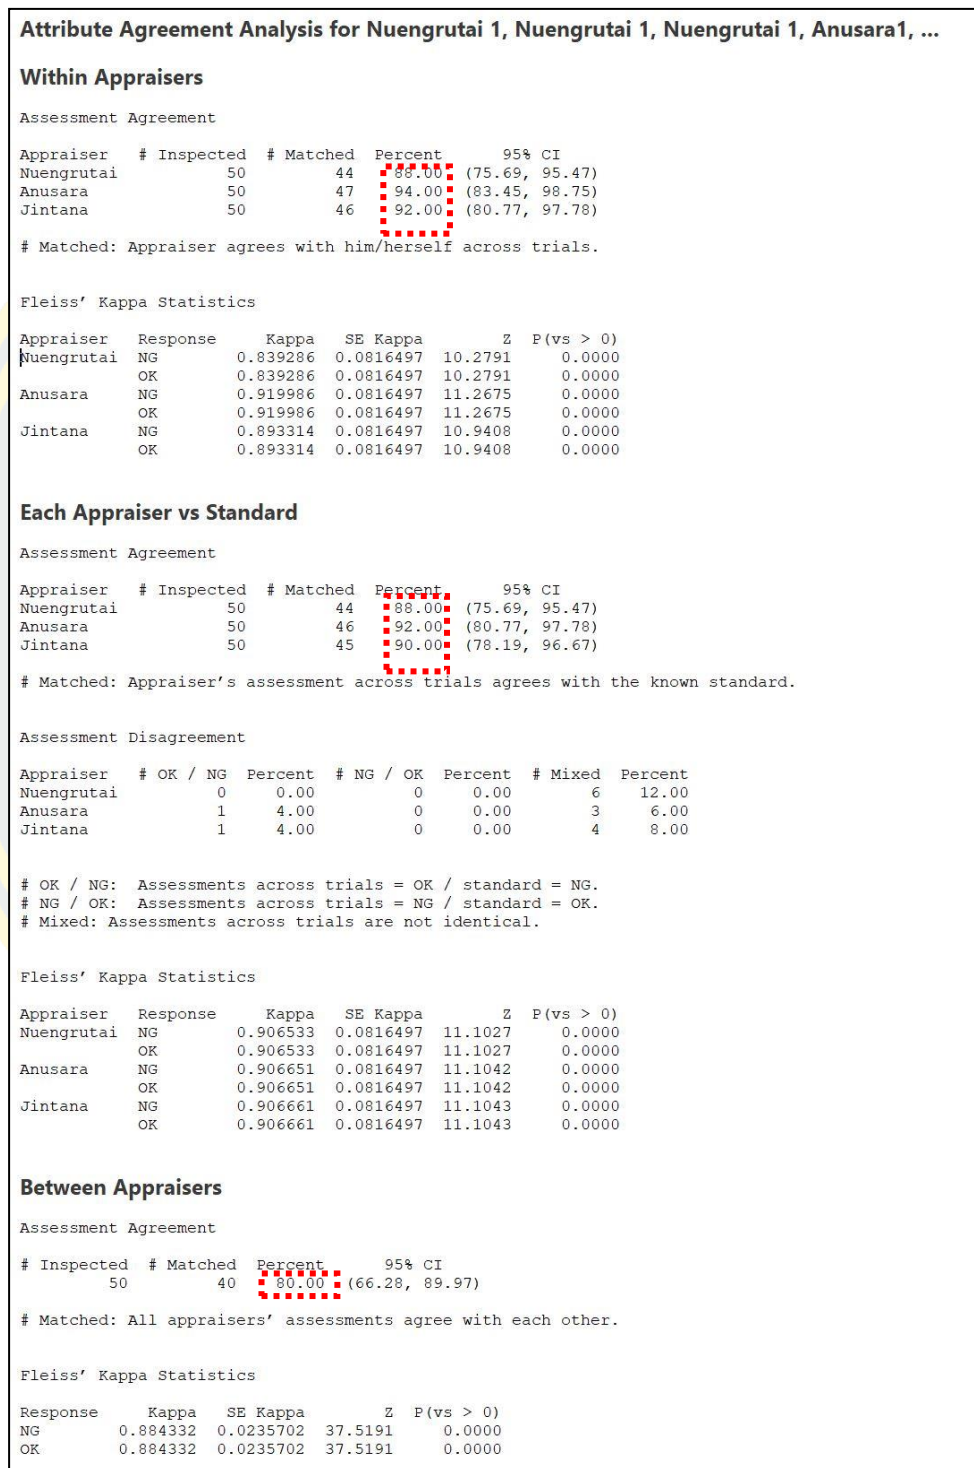 Attribute Agreement Analysis for Nuengrutai 1, Nuengrutai 1, Nuengrutai 1, Anusara1, ...
Within Appraisers
Assessment Agreement
Appraiser # Inspected # Matched Percent 95% CI
Nuengrutai 50 44 88.00 (75.69, 95.47)
Anusara 50 47 94.00 (83.45, 98.75)
Jintana 50 46 92.00 (80.77, 97.78)
# Matched: Appraiser agrees with him/herself across trials.
Fleiss' Kappa Statistics
Appraiser Response Kappa SE Kappa Z P(vs > 0)
Nuengrutai NG 0.839286 0.0816497 10.2791 0.0000
OK 0.839286 0.0816497 10.2791 0.0000
Anusara NG 0.919986 0.0816497 11.2675 0.0000
OK 0.919986 0.0816497 11.2675 0.0000
Jintana NG 0.893314 0.0816497 10.9408 0.0000
OK 0.893314 0.0816497 10.9408 0.0000
Each Appraiser vs Standard
Assessment Agreement
Appraiser # Inspected # Matched Percent 95% CI
Nuengrutai 50 44 88.00 (75.69, 95.47)
Anusara 50 46 92.00 (80.77, 97.78)
Jintana 50 45 90.00 (78.19, 96.67)
# Matched: Appraiser's assessment across trials agrees with the known standard.
Assessment Disagreement
Appraiser # OK / NG Percent # NG / OK Percent # Mixed Percent
Nuengrutai 0 0.00 0 0.00 6 12.00
Anusara 1 4.00 0 0.00 3 6.00
Jintana 1 4.00 0 0.00 4 8.00
# OK / NG: Assessments across trials = OK / standard = NG.
# NG / OK: Assessments across trials = NG / standard = OK.
# Mixed: Assessments across trials are not identical.
Fleiss' Kappa Statistics
Appraiser Response Kappa SE Kappa Z P(vs > 0)
Nuengrutai NG 0.906533 0.0816497 11.1027 0.0000
OK 0.906533 0.0816497 11.1027 0.0000
Anusara NG 0.906651 0.0816497 11.1042 0.0000
OK 0.906651 0.0816497 11.1042 0.0000
Jintana NG 0.906661 0.0816497 11.1043 0.0000
OK 0.906661 0.0816497 11.1043 0.0000
Between Appraisers
Assessment Agreement
# Inspected # Matched Percent 95% CI
50 40 80.00 (66.28, 89.97)
# Matched: All appraisers' assessments agree with each other.
Fleiss' Kappa Statistics
Response Kappa SE Kappa Z P(vs > 0)
NG 0.884332 0.0235702 37.5191 0.0000
OK 0.884332 0.0235702 37.5191 0.0000